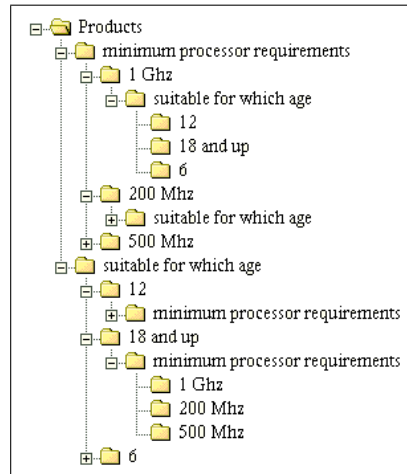 Products
minimum processor requirements
1 Ghz
suitable for which age
12
18 and up
6
200 Mhz
suitable for which age
500 Mhz
suitable for which age
12
minimum processor requirements
18 and up
minimum processor requirements
1 Ghz
200 Mhz
500 Mhz
6